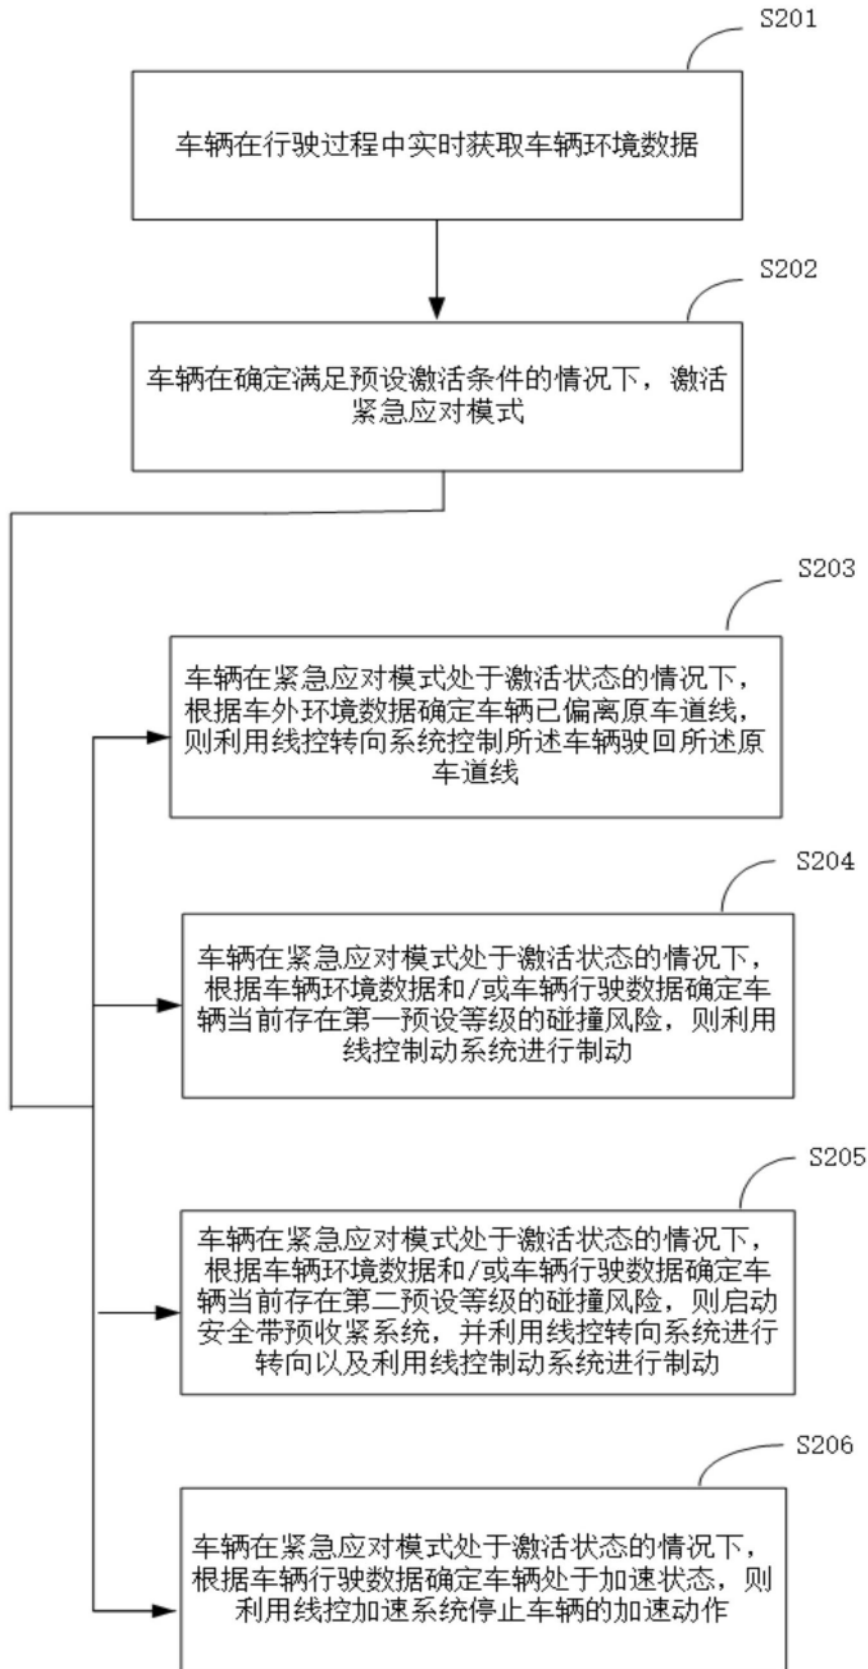 S201
车辆在行驶过程中实时获取车辆环境数据
S202
车辆在确定满足预设激活条件的情况下，激活
紧急应对模式
S203
车辆在紧急应对模式处于激活状态的情况下，
根据车外环境数据确定车辆已偏离原车道线，
则利用线控转向系统控制所述车辆驶回所述原
车道线
S204
车辆在紧急应对模式处于激活状态的情况下，
根据车辆环境数据和/或车辆行驶数据确定车
辆当前存在第一预设等级的碰撞风险，则利用
线控制动系统进行制动
S205
车辆在紧急应对模式处于激活状态的情况下，
根据车辆环境数据和/或车辆行驶数据确定车
辆当前存在第二预设等级的碰撞风险，则启动
安全带预收紧系统，并利用线控转向系统进行
转向以及利用线控制动系统进行制动
S206
车辆在紧急应对模式处于激活状态的情况下，
根据车辆行驶数据确定车辆处于加速状态，则
利用线控加速系统停止车辆的加速动作